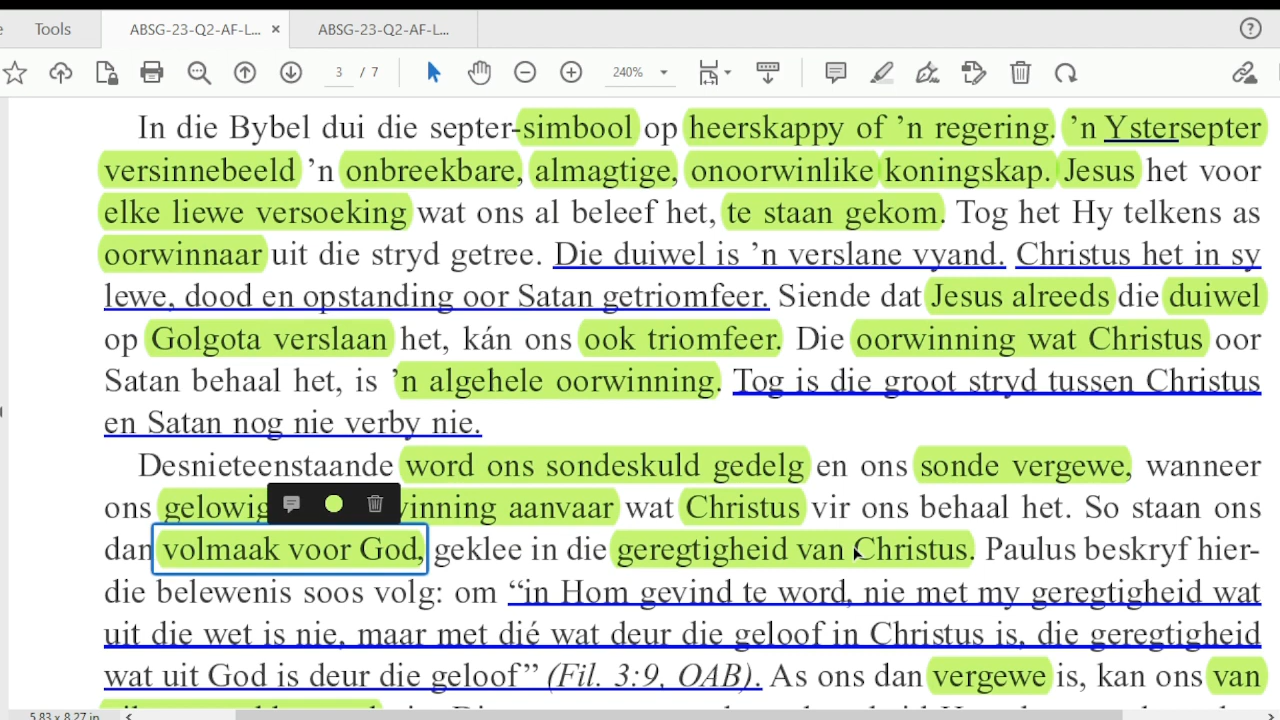 Tools
ABSG-23-Q2-AF-L... ×
ABSG-23-Q2-AF-L...
3 / 7
240%
In die Bybel dui die septer-simbool op heerskappy of ’n regering. ’n Ystersepter
versinnebeeld ’n onbreekbare, almagtige, onoorwinlike koningskap. Jesus het voor
elke liewe versoeking wat ons al beleef het, te staan gekom. Tog het Hy telkens as
oorwinnaar uit die stryd getree. Die duiwel is ’n verslane vyand. Christus het in sy
lewe, dood en opstanding oor Satan getriomfeer. Siende dat Jesus alreeds die duiwel
op Golgota verslaan het, kán ons ook triomfeer. Die oorwinning wat Christus oor
Satan behaal het, is ’n algehele oorwinning. Tog is die groot stryd tussen Christus
en Satan nog nie verby nie.
Desnieteenstaande word ons sondeskuld gedelg en ons sonde vergewe, wanneer
ons gelowig vinning aanvaar wat Christus vir ons behaal het. So staan ons
dan volmaak voor God, geklee in die geregtigheid van Christus. Paulus beskryf hier-
die belewenis soos volg: om “in Hom gevind te word, nie met my geregtigheid wat
uit die wet is nie, maar met dié wat deur die geloof in Christus is, die geregtigheid
wat uit God is deur die geloof” (Fil. 3:9, OAB). As ons dan vergewe is, kan ons van
5.83 x 8.27 in